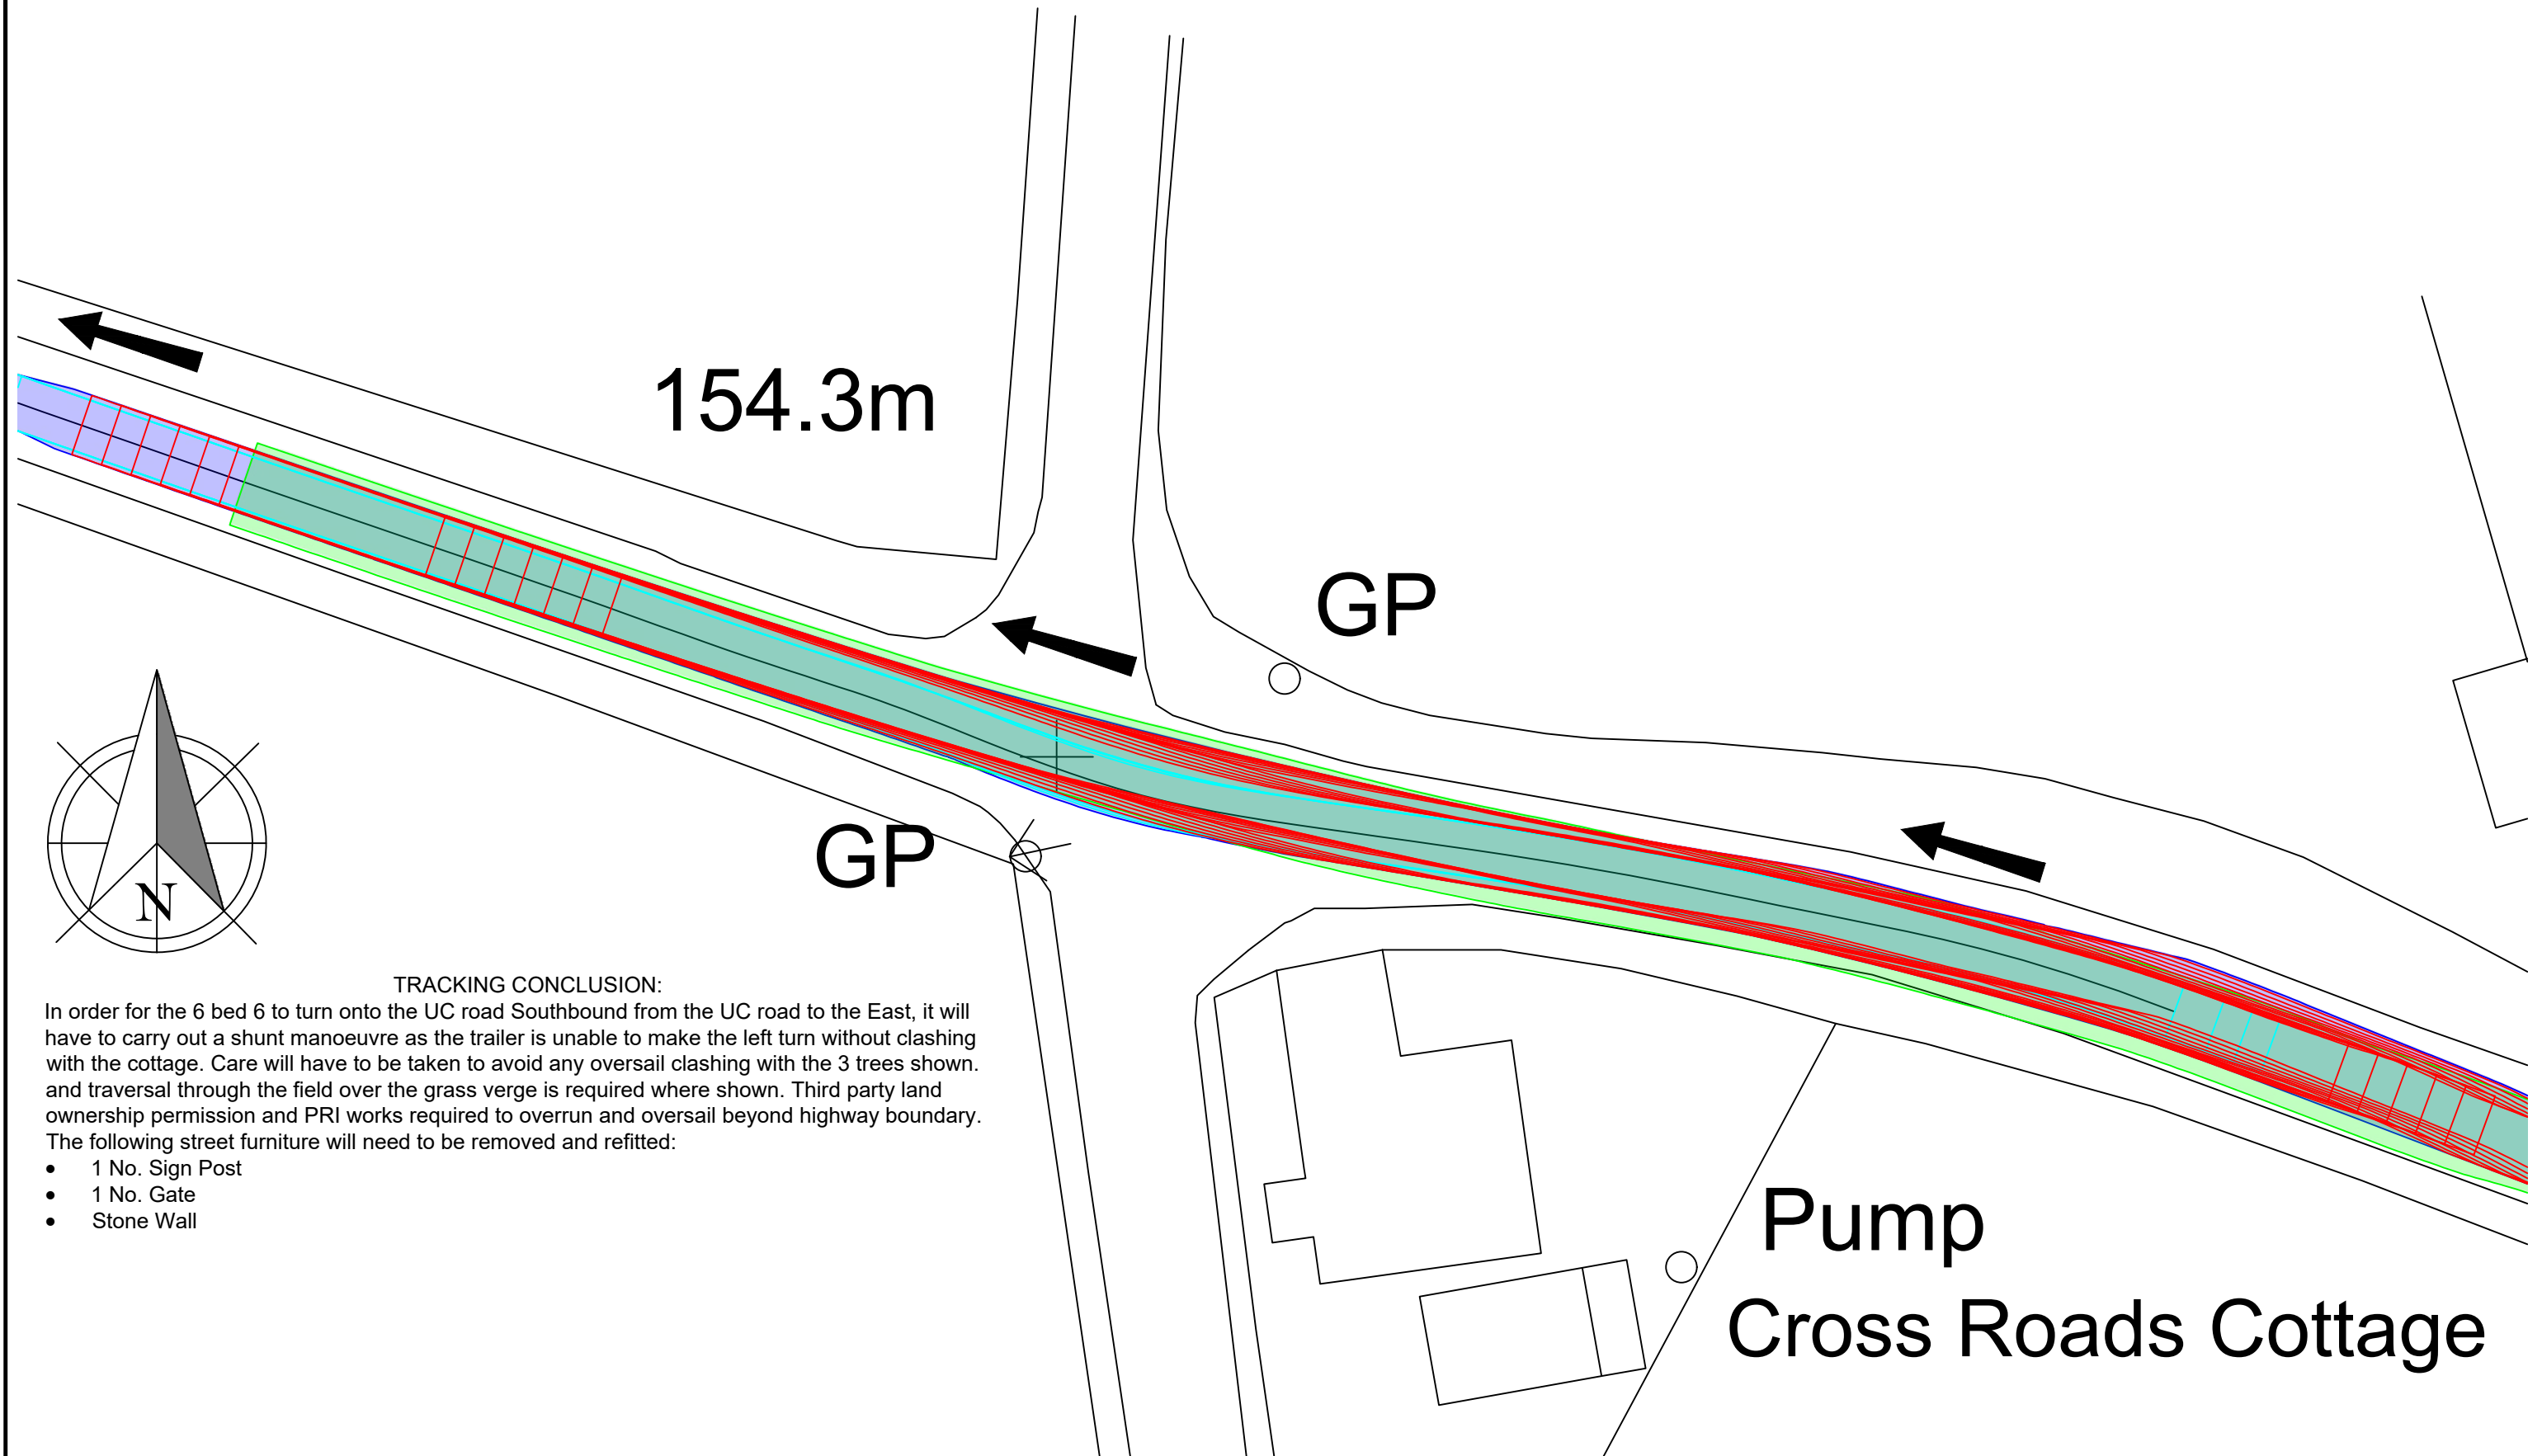 154.3m
GP
GP
N
TRACKING CONCLUSION:
In order for the 6 bed 6 to turn onto the UC road Southbound from the UC road to the East, it will
have to carry out a shunt manoeuvre as the trailer is unable to make the left turn without clashing
with the cottage. Care will have to be taken to avoid any oversail clashing with the 3 trees shown.
and traversal through the field over the grass verge is required where shown. Third party land
ownership permission and PRI works required to overrun and oversail beyond highway boundary.
The following street furniture will need to be removed and refitted:
• 1 No. Sign Post
• 1 No. Gate
• Stone Wall
Pump
Cross Roads Cottage